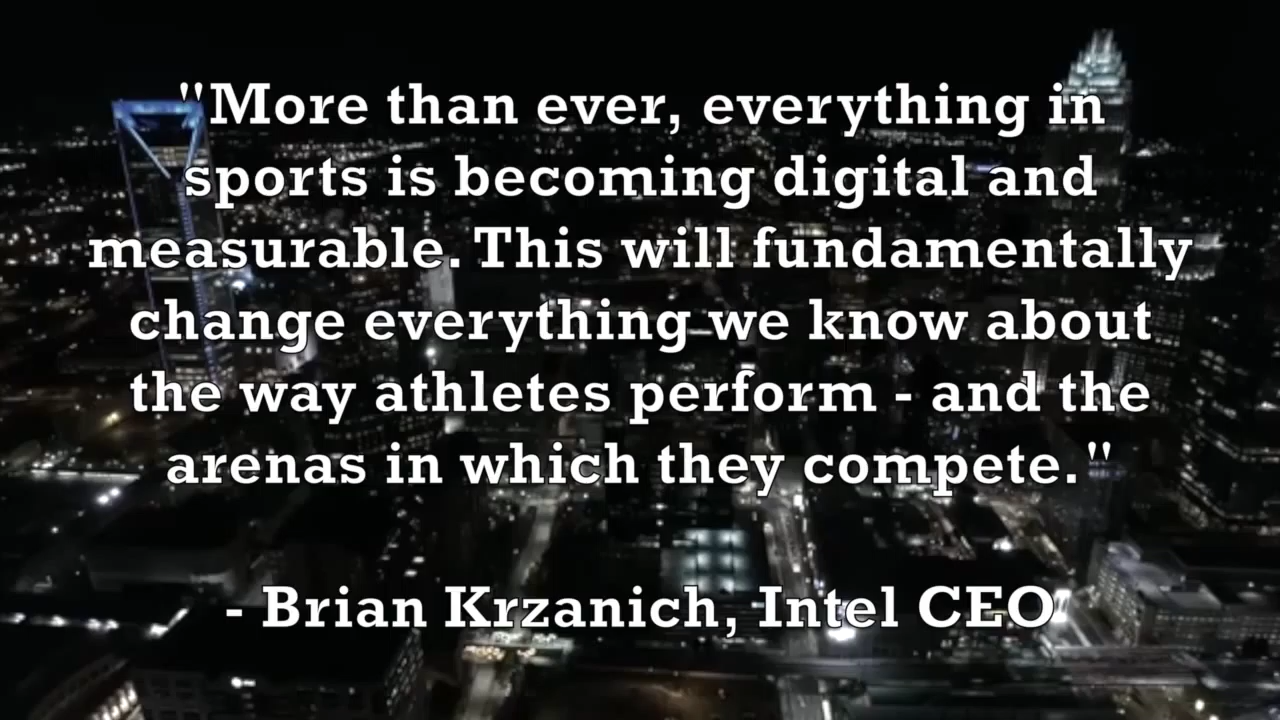 "More than ever, everything in
sports is becoming digital and
measurable. This will fundamentally
change everything we know about
the way athletes perform - and the
arenas in which they compete."
- Brian Krzanich, Intel CEO